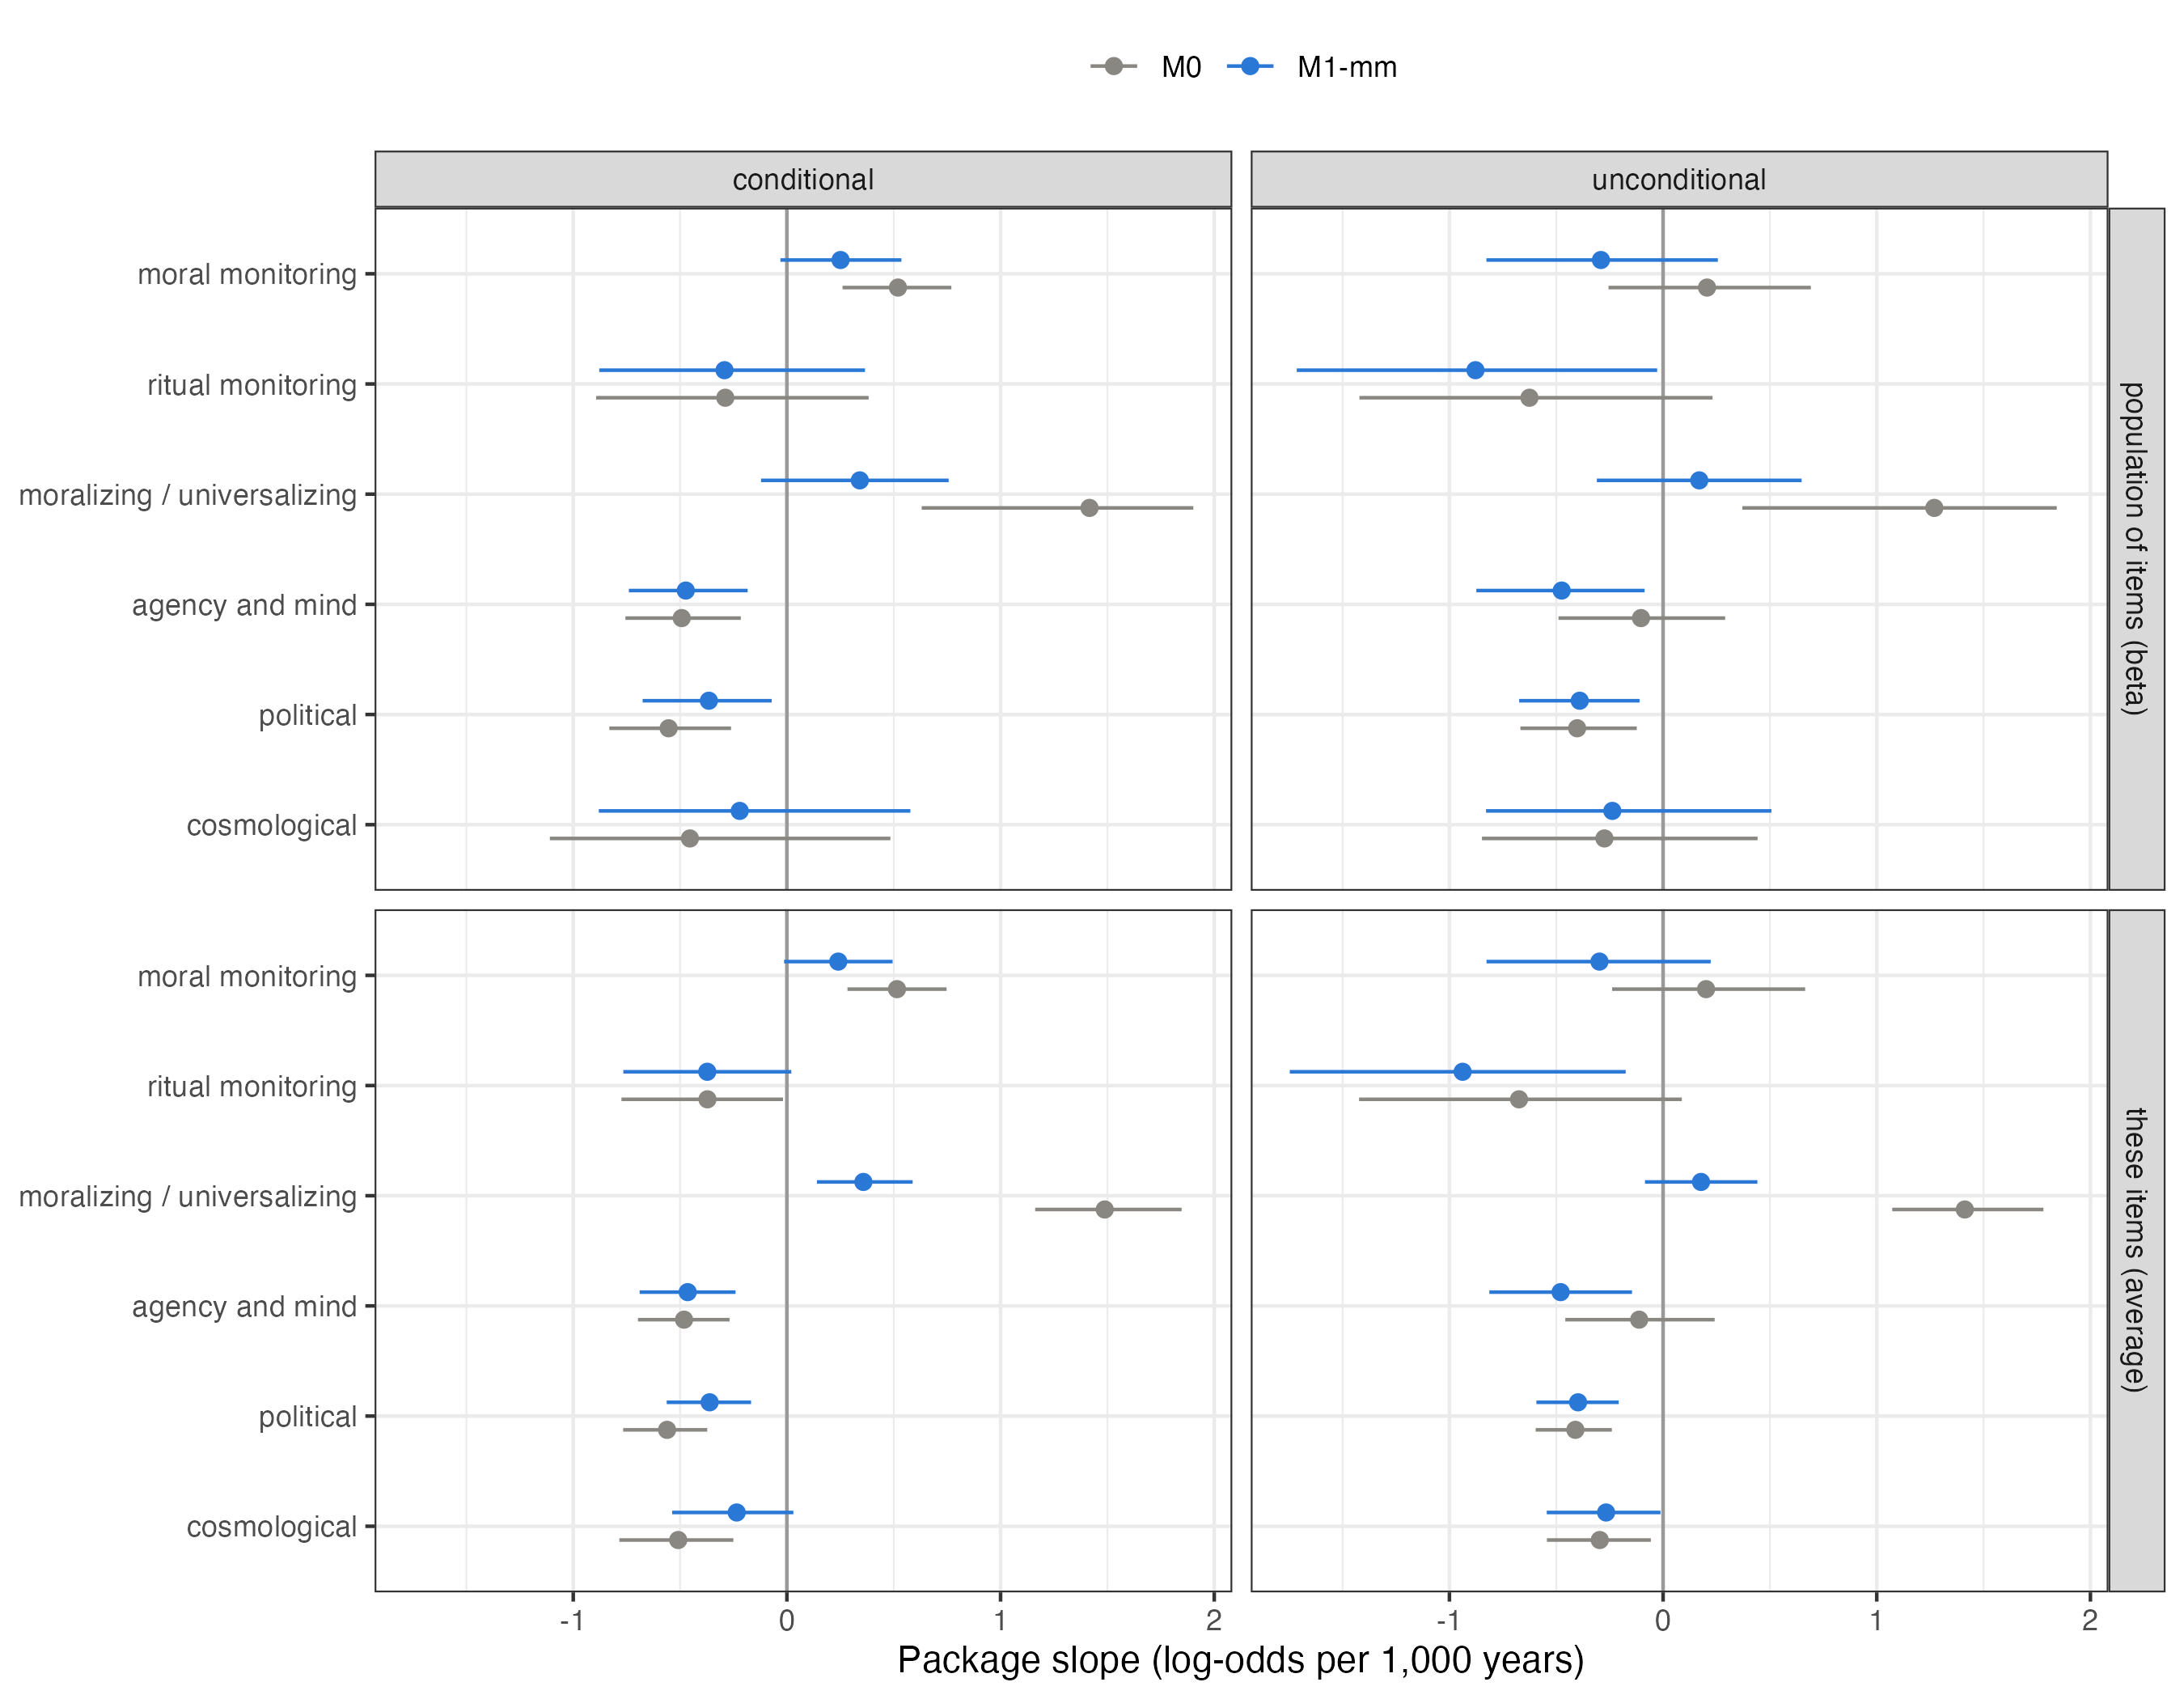 M0 M1-mm
conditional unconditional
moral monitoring
ritual monitoring
moralizing / universalizing
agency and mind
political
cosmological
population of items (beta)
moral monitoring
ritual monitoring
moralizing / universalizing
agency and mind
political
cosmological
these items (average)
-1 0 1 2 -1 0 1 2
Package slope (log-odds per 1,000 years)